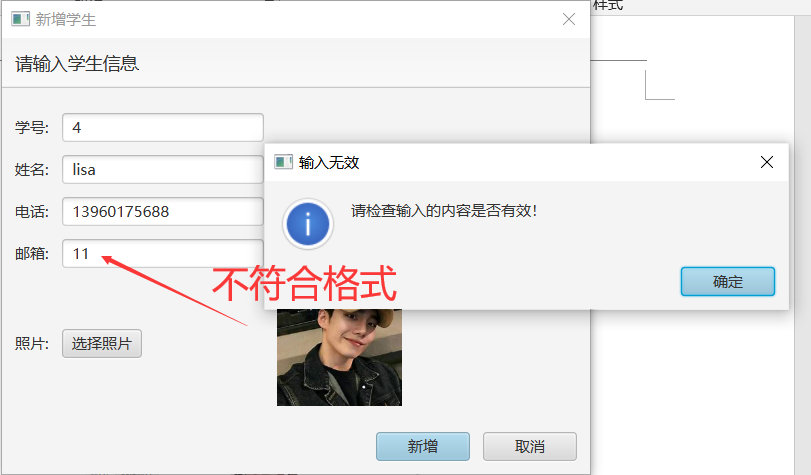 新增学生
样式
请输入学生信息
学号: 4
姓名: lisa
电话: 13960175688
邮箱: 11
输入无效
请检查输入的内容是否有效!
确定
不符合格式
照片: 选择照片
新增 取消